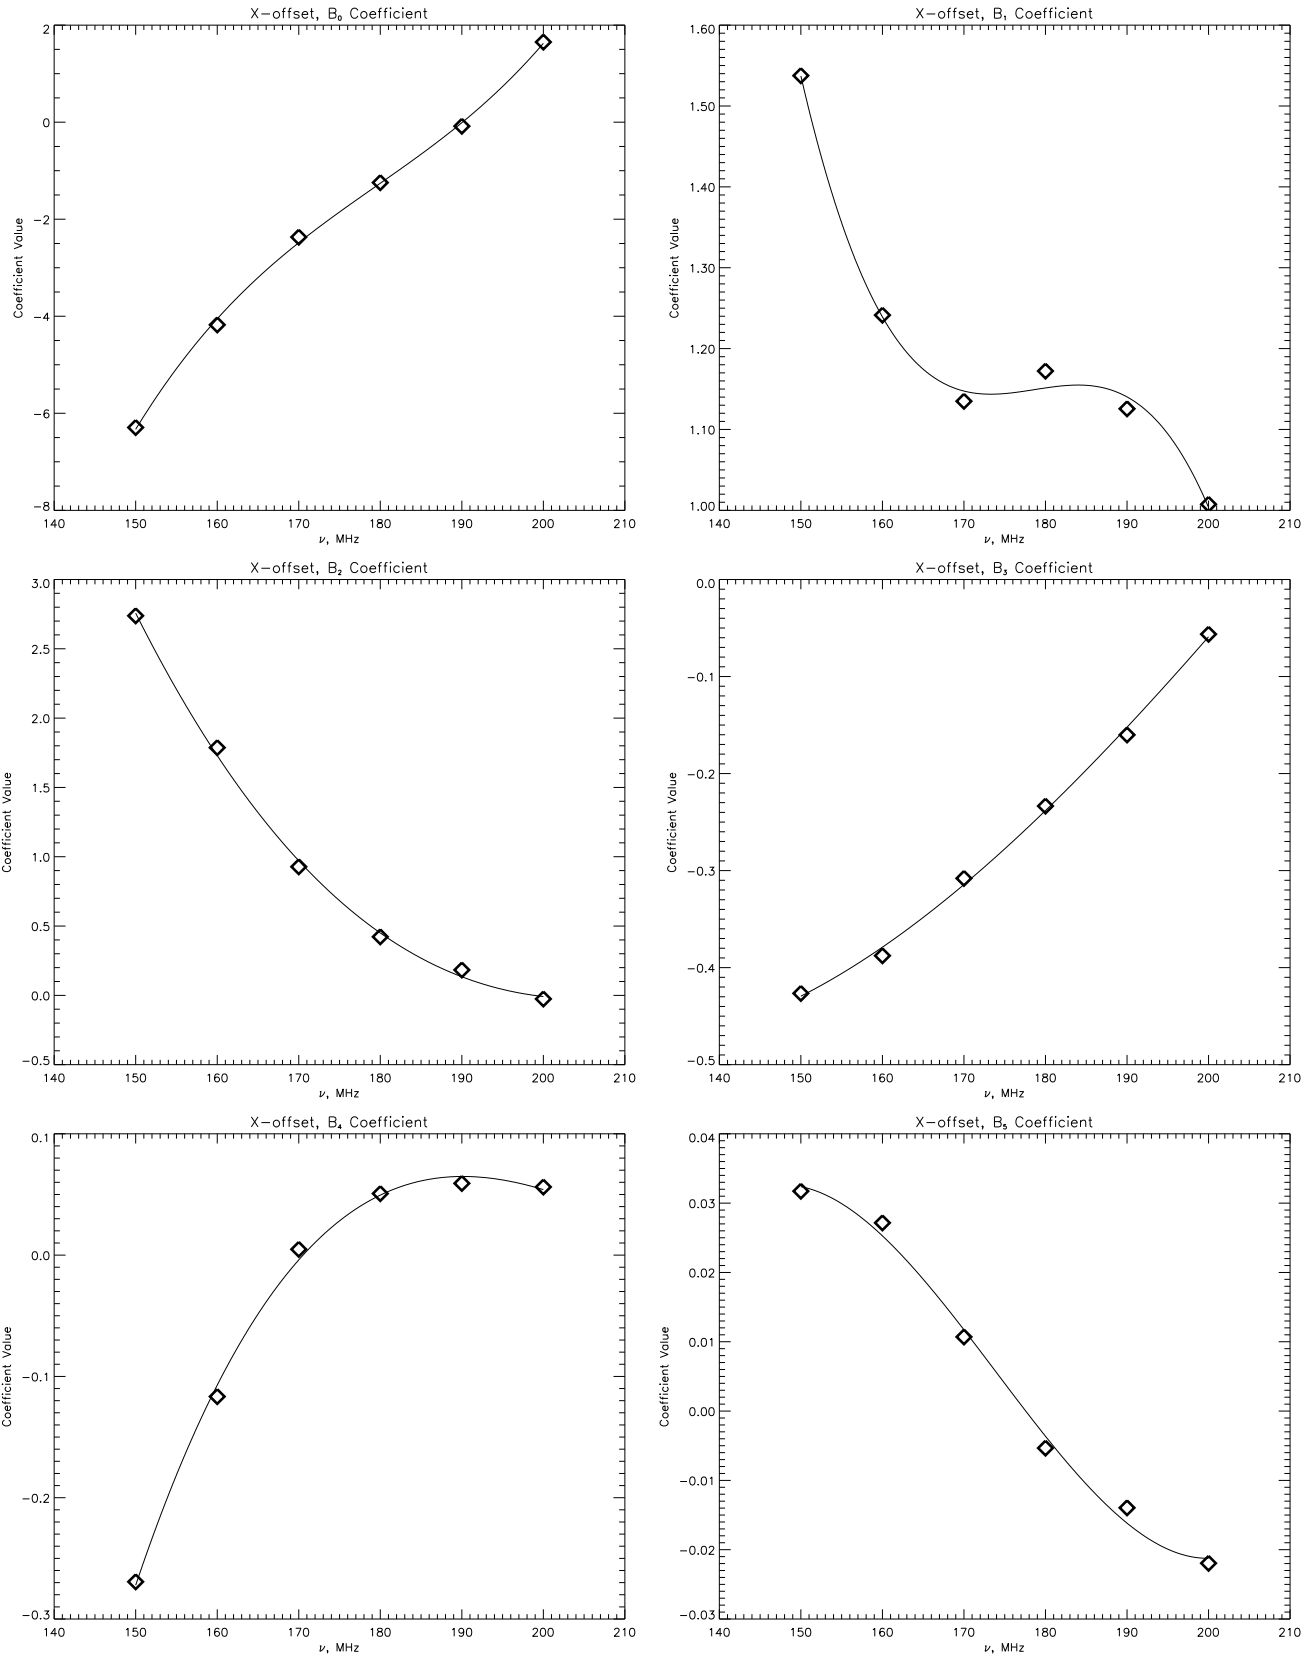 X-offset, B₀ Coefficient
2
0
−2
−4
−6
−8
Coefficient Value
140 150 160 170 180 190 200 210
ν, MHz
X-offset, B₁ Coefficient
1.60
1.50
1.40
1.30
1.20
1.10
1.00
Coefficient Value
140 150 160 170 180 190 200 210
ν, MHz
X-offset, B₂ Coefficient
3.0
2.5
2.0
1.5
1.0
0.5
0.0
−0.5
Coefficient Value
140 150 160 170 180 190 200 210
ν, MHz
X-offset, B₃ Coefficient
0.0
−0.1
−0.2
−0.3
−0.4
−0.5
Coefficient Value
140 150 160 170 180 190 200 210
ν, MHz
X-offset, B₄ Coefficient
0.1
0.0
−0.1
−0.2
−0.3
Coefficient Value
140 150 160 170 180 190 200 210
ν, MHz
X-offset, B₅ Coefficient
0.04
0.03
0.02
0.01
0.00
−0.01
−0.02
−0.03
Coefficient Value
140 150 160 170 180 190 200 210
ν, MHz